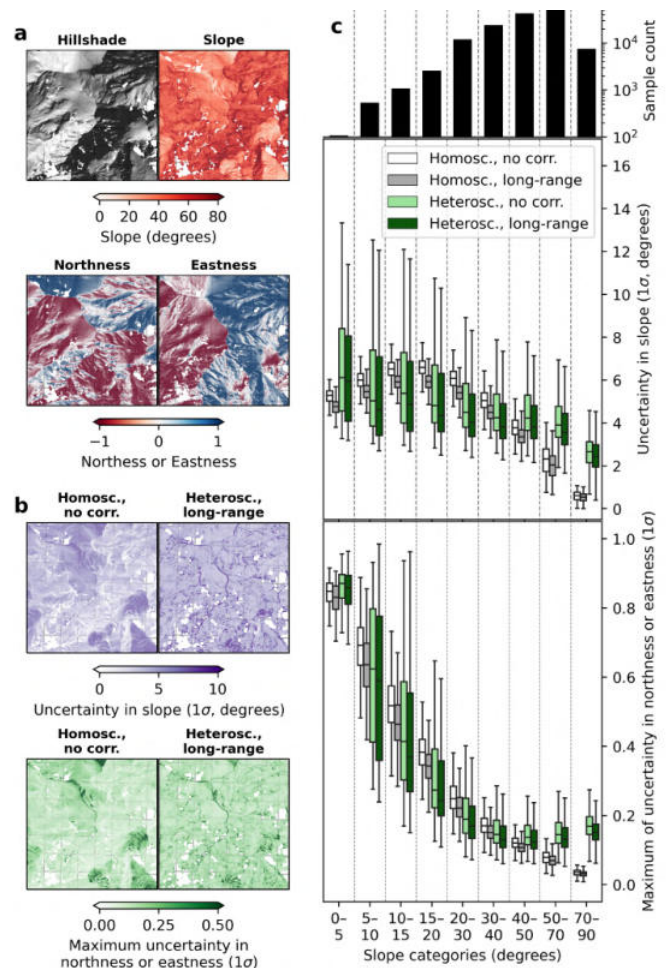 a
Hillshade
Slope
0 20 40 60 80
Slope (degrees)
Northness
Eastness
−1 0 1
Northess or Eastness
b
Homosc.,
no corr.
Heterosc.,
long-range
0 5 10
Uncertainty in slope (1σ, degrees)
Homosc.,
no corr.
Heterosc.,
long-range
0.00 0.25 0.50
Maximum uncertainty in
northness or eastness (1σ)
c
10⁴
10³
10²
Sample count
Homosc., no corr.
Homosc., long-range
Heterosc., no corr.
Heterosc., long-range
16
14
12
10
8
6
4
2
0
Uncertainty in slope (1σ, degrees)
1.0
0.8
0.6
0.4
0.2
0.0
Maximum of uncertainty in northness or eastness (1σ)
0– 5– 10– 15– 20– 30– 40– 50– 70–
5 10 15 20 30 40 50 70 90
Slope categories (degrees)